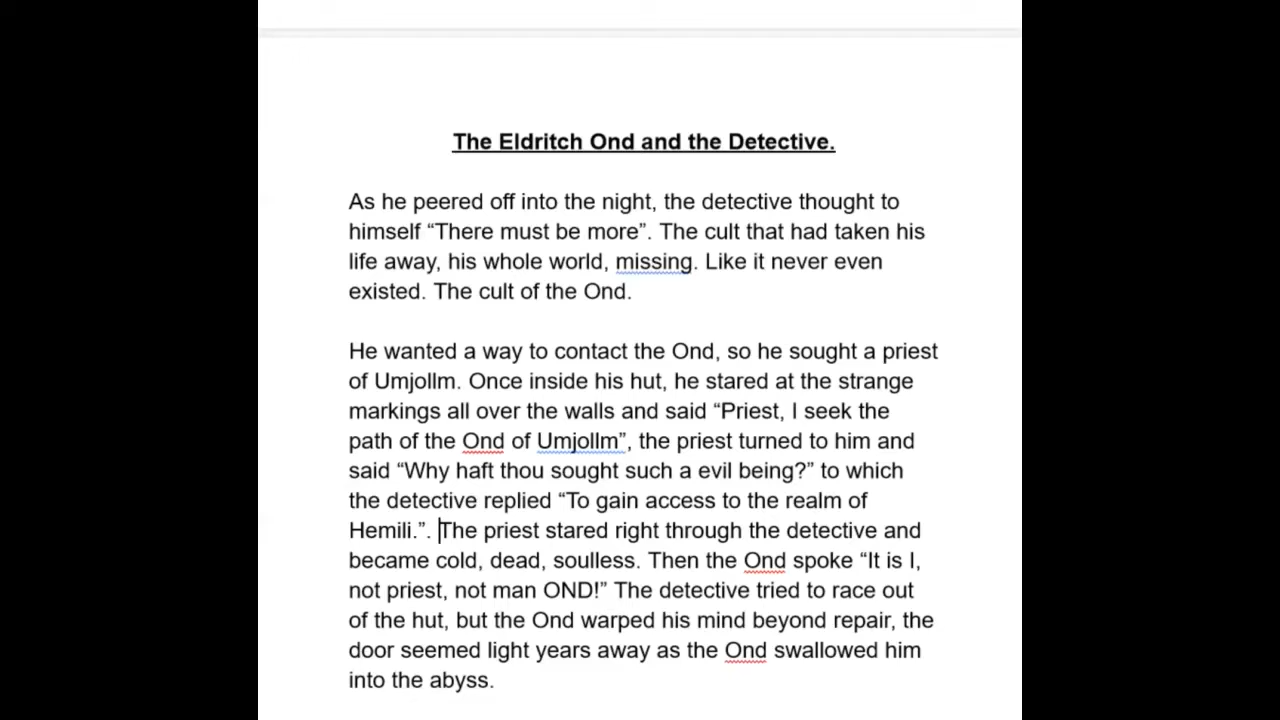 The Eldritch Ond and the Detective.
As he peered off into the night, the detective thought to
himself “There must be more”. The cult that had taken his
life away, his whole world, missing. Like it never even
existed. The cult of the Ond.
He wanted a way to contact the Ond, so he sought a priest
of Umjollm. Once inside his hut, he stared at the strange
markings all over the walls and said “Priest, I seek the
path of the Ond of Umjollm”, the priest turned to him and
said “Why haft thou sought such a evil being?” to which
the detective replied “To gain access to the realm of
Hemili.”. The priest stared right through the detective and
became cold, dead, soulless. Then the Ond spoke “It is I,
not priest, not man OND!” The detective tried to race out
of the hut, but the Ond warped his mind beyond repair, the
door seemed light years away as the Ond swallowed him
into the abyss.